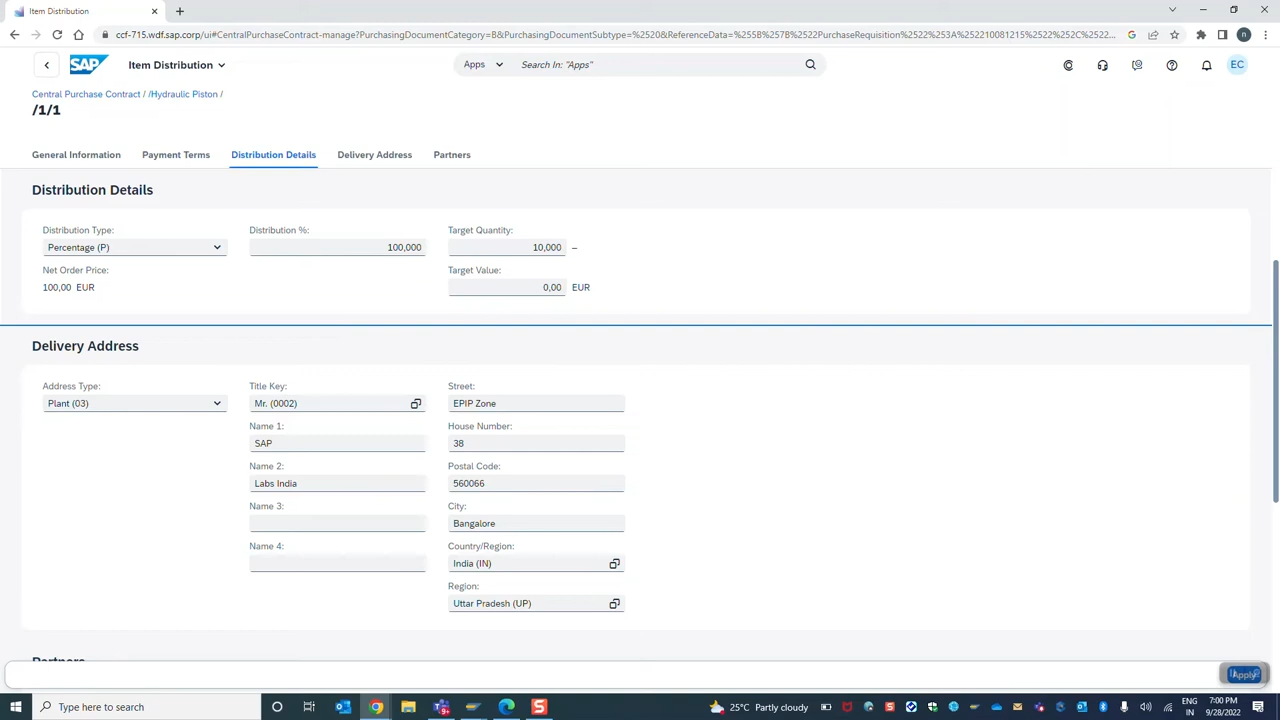 Item Distribution
ccf-715.wdf.sap.corp/ui#CentralPurchaseContract-manage?PurchasingDocumentCategory=B&PurchasingDocumentSubtype=%2520&ReferenceData=%255B%257B%2522PurchaseRequisition%2522%253A%252210081215%2522%252C%2522...
SAP Item Distribution Apps Search In: "Apps" EC
Central Purchase Contract / /Hydraulic Piston /
/1/1
General Information Payment Terms Distribution Details Delivery Address Partners
Distribution Details
Distribution Type: Distribution %: Target Quantity:
Percentage (P) 100,000 10,000 –
Net Order Price: Target Value:
100,00 EUR 0,00 EUR
Delivery Address
Address Type: Title Key: Street:
Plant (03) Mr. (0002) EPIP Zone
Name 1: House Number:
SAP 38
Name 2: Postal Code:
Labs India 560066
Name 3: City:
Bangalore
Name 4: Country/Region:
India (IN)
Region:
Uttar Pradesh (UP)
Partners
Apply
Type here to search 25°C Partly cloudy ENG 7:00 PM
IN 9/28/2022